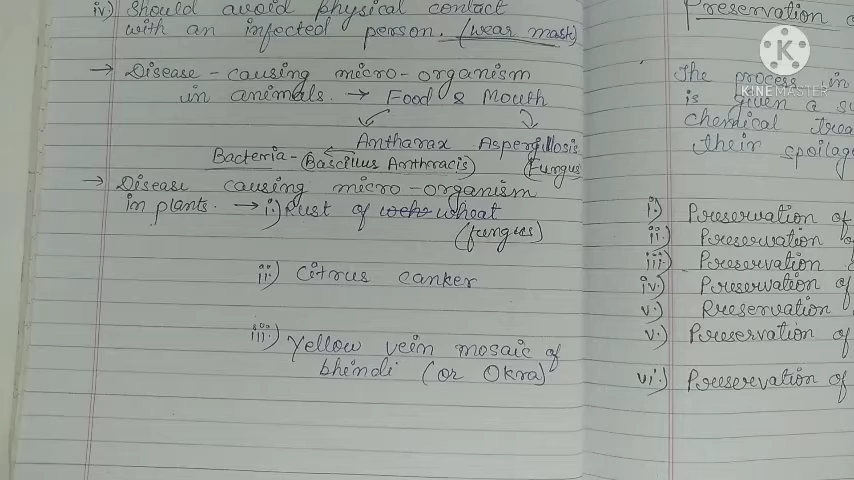 iv) Should avoid physical contact
with an infected person. (wear mask)
→ Disease - causing micro-organism
in animals. → Food & Mouth
Antharax Aspergillosis
Bacteria - (Bascillus Antharacis) (Fungus
→ Disease causing micro-organism
in plants. → i.) Rust of wheat
(fungus)
ii) Citrus canker
iii.) Yellow vein mosaic of
bhindi (or Okra)
Preservation
The process in
is given a
chemical trea
their spoilag
i.) Preservation of
ii.) Preservation
iii.) Preservation
iv.) Preservation of
v.) Preservation
v.) Preservation of
vi.) Preservation of
K
KINEMASTER